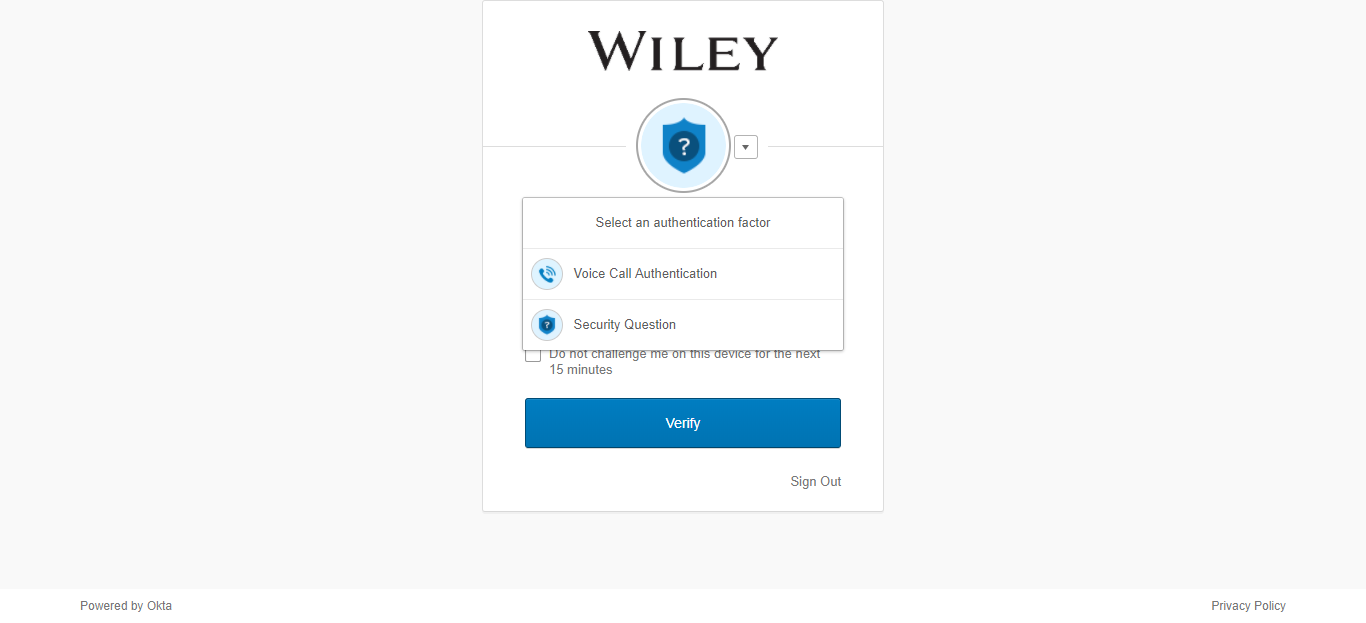 WILEY
?
Select an authentication factor
Voice Call Authentication
?
Security Question
Do not challenge me on this device for the next
15 minutes
Verify
Sign Out
Powered by Okta
Privacy Policy